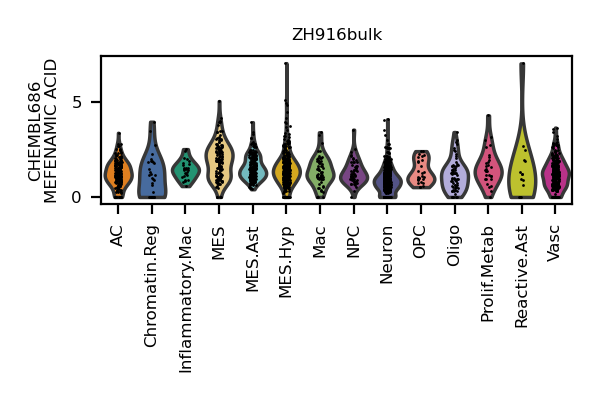 ZH916bulk
CHEMBL686
MEFENAMIC ACID
5
0
AC
Chromatin.Reg
Inflammatory.Mac
MES
MES.Ast
MES.Hyp
Mac
NPC
Neuron
OPC
Oligo
Prolif.Metab
Reactive.Ast
Vasc